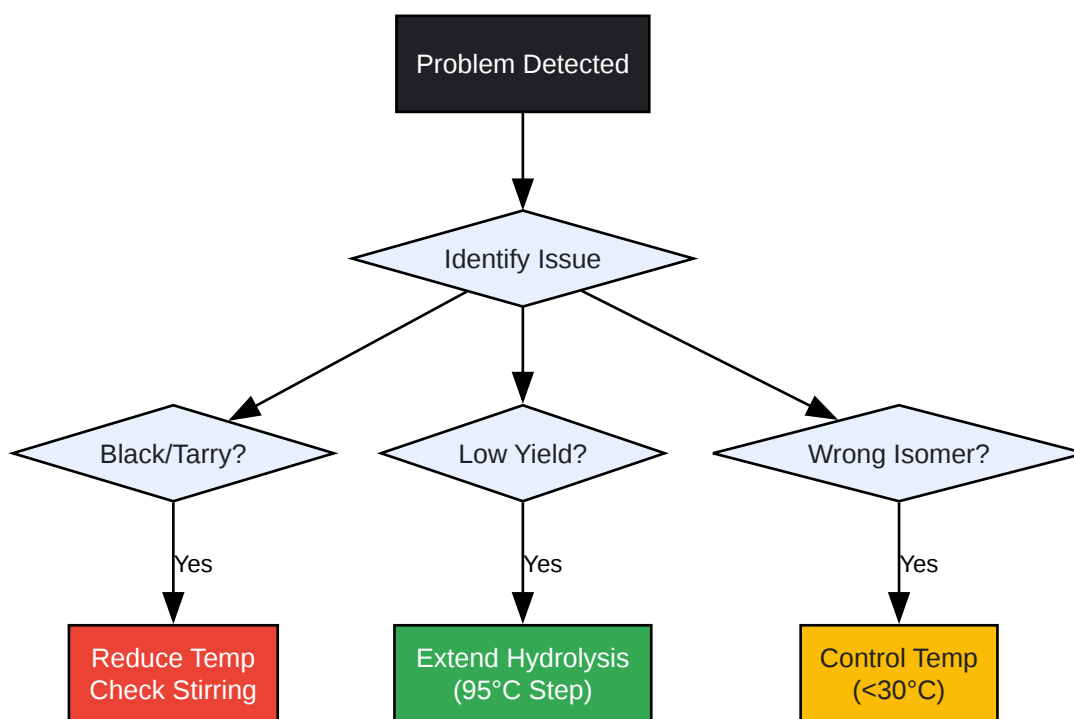 Problem Detected
Identify Issue
Black/Tarry?
Low Yield?
Wrong Isomer?
Yes
Yes
Yes
Reduce Temp
Check Stirring
Extend Hydrolysis
(95°C Step)
Control Temp
(<30°C)